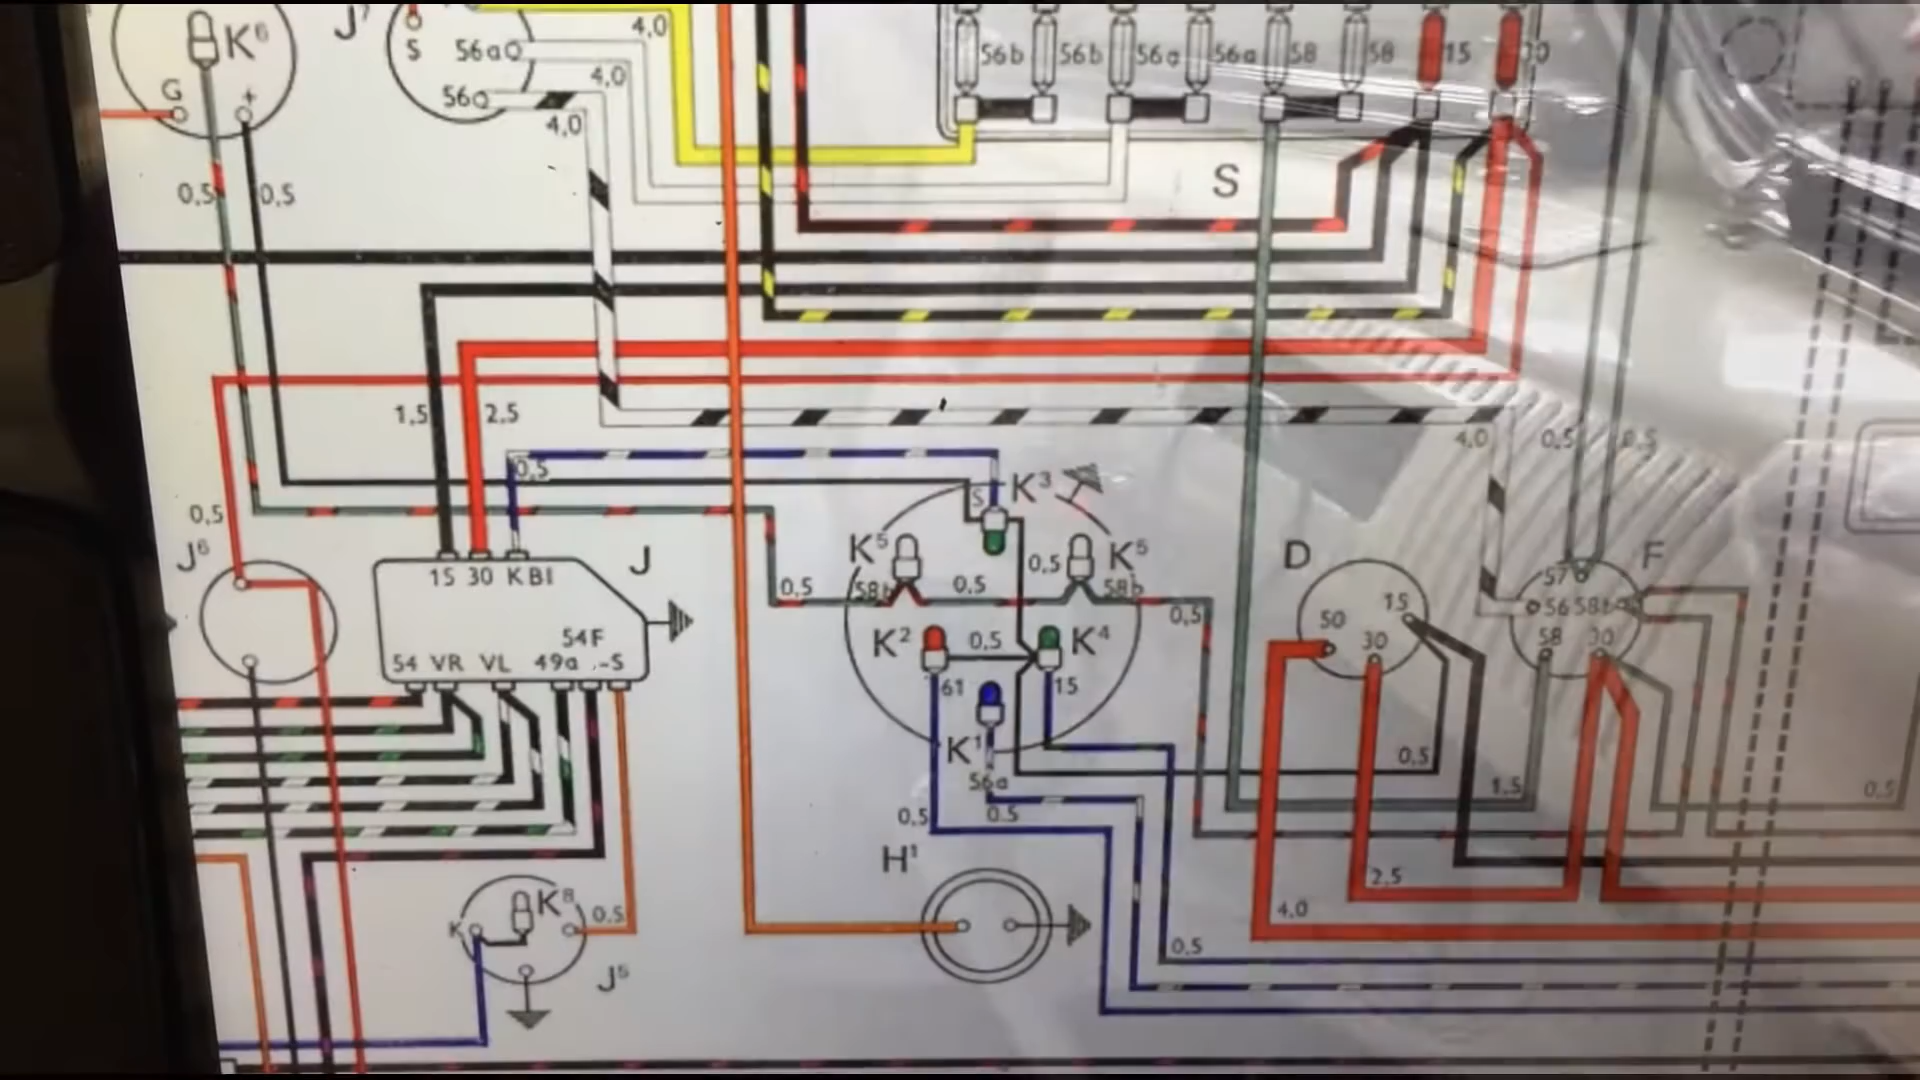 K⁶
J⁷
S
56a
56
G
+
4,0
4,0
4,0
56b
56b
56a
56a
58
58
15
30
S
0,5
0,5
1,5
2,5
0,5
0,5
4,0
0,5
0,5
J⁶
J
15 30 KBl
54F
54 VR VL 49a -S
S
K³
K⁵
K⁵
0,5
0,5
58b
0,5
58b
0,5
K²
0,5
K⁴
61
15
K¹
56a
0,5
0.5
D
50
15
30
F
57
56 58b
58
30
0,5
1,5
0,5
H¹
2,5
4,0
0,5
K
K⁸
0.5
J⁵